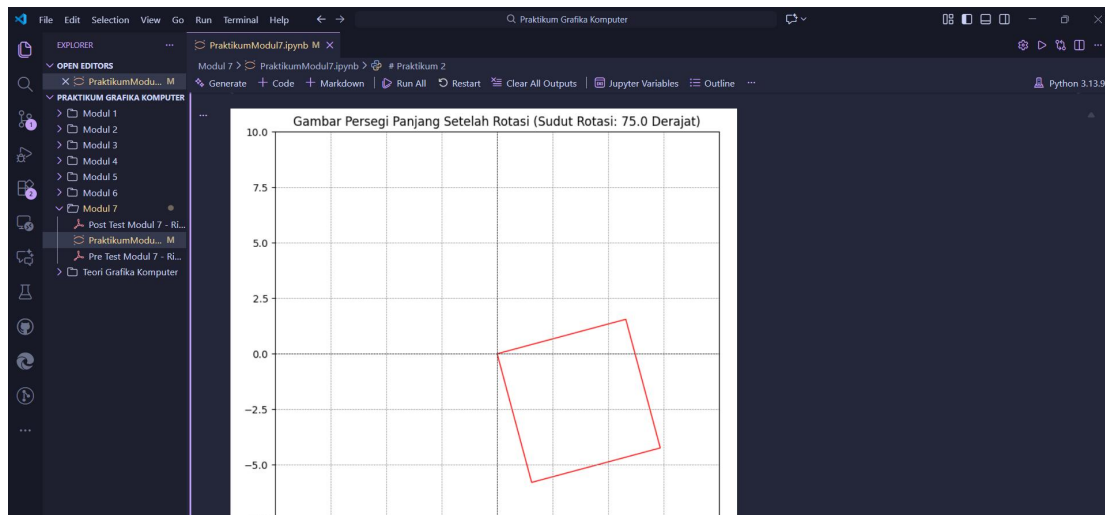 File Edit Selection View Go Run Terminal Help
Praktikum Grafika Komputer
EXPLORER
OPEN EDITORS
PraktikumModu... M
PRAKTIKUM GRAFIKA KOMPUTER
Modul 1
Modul 2
Modul 3
Modul 4
Modul 5
Modul 6
Modul 7
Post Test Modul 7 - Ri...
PraktikumModu... M
Pre Test Modul 7 - Ri...
Teori Grafika Komputer
1
2
PraktikumModul7.ipynb M
Modul 7 > PraktikumModul7.ipynb > # Praktikum 2
Generate + Code + Markdown Run All Restart Clear All Outputs Jupyter Variables Outline ...
Python 3.13.9
Gambar Persegi Panjang Setelah Rotasi (Sudut Rotasi: 75.0 Derajat)
10.0
7.5
5.0
2.5
0.0
−2.5
−5.0